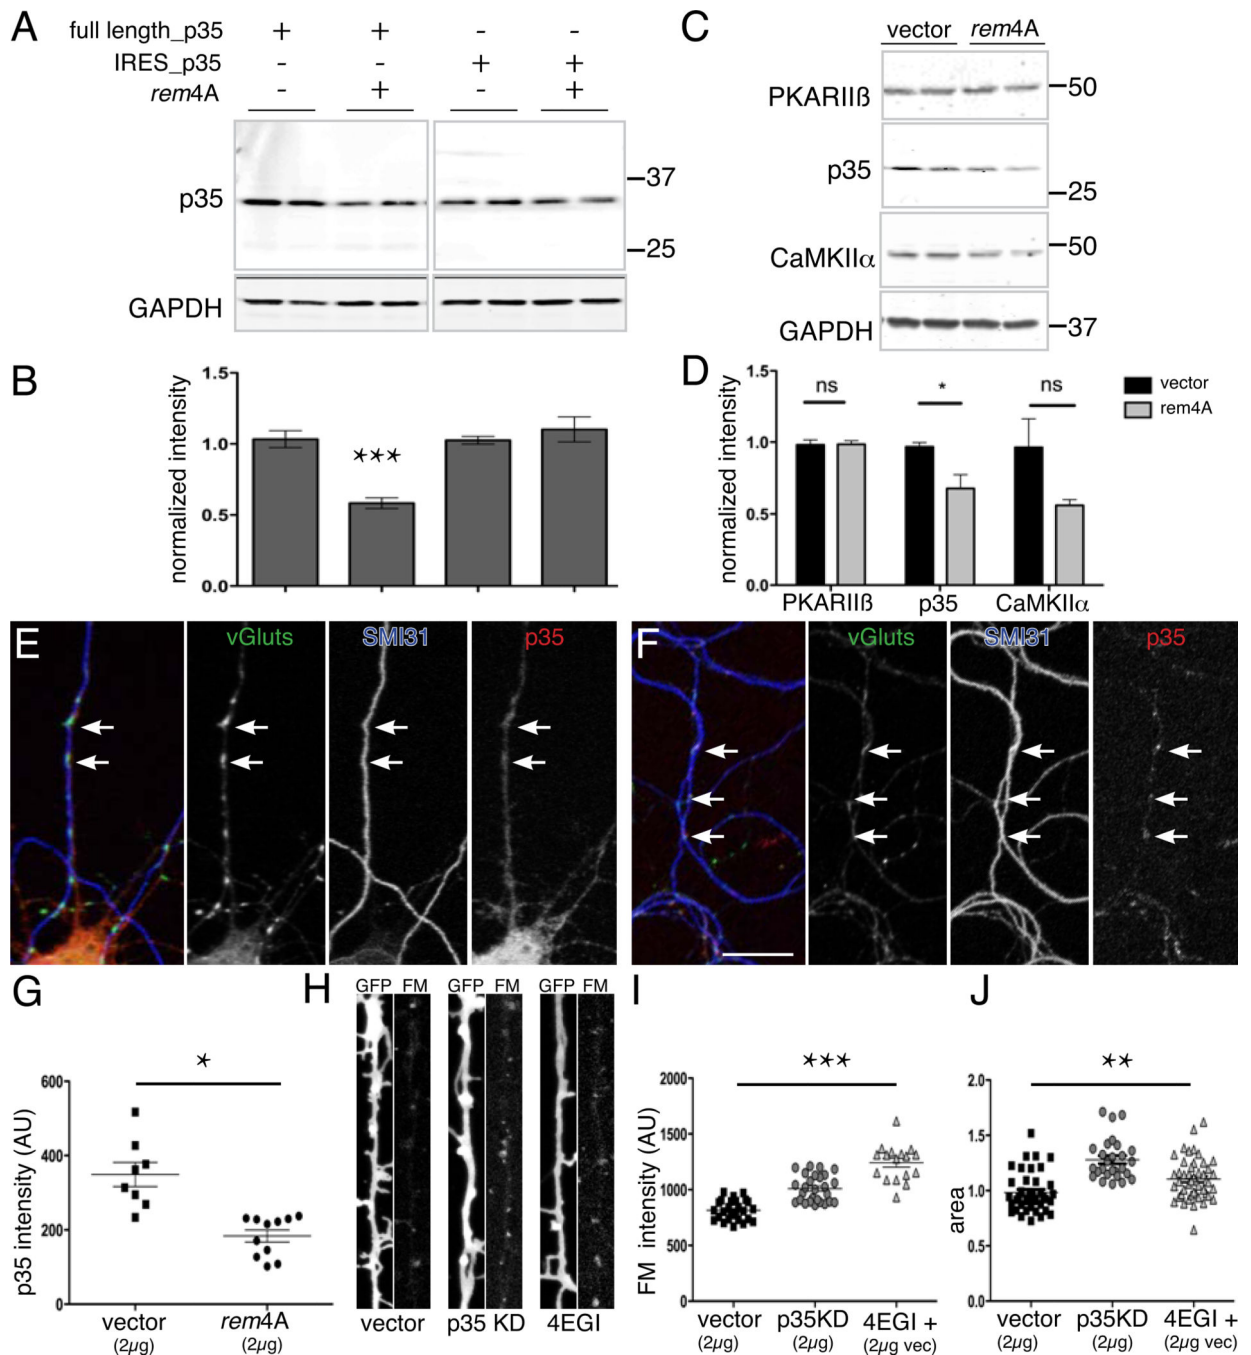 A
full length_p35 + + - -
IRES_p35 - - + +
rem4A - + - +
p35
GAPDH
–37
–25
C
vector rem4A
PKARIIß
–50
p35
–25
CaMKIIα
–50
GAPDH
–37
B
normalized intensity
1.5
1.0
0.5
0.0
***
D
normalized intensity
1.5
1.0
0.5
0.0
ns
*
ns
vector
rem4A
PKARIIß p35 CaMKIIα
E vGluts SMI31 p35
F vGluts SMI31 p35
G
p35 intensity (AU)
600
400
200
0
*
vector rem4A
(2µg) (2µg)
H
GFP FM GFP FM GFP FM
vector p35 KD 4EGI
I
FM intensity (AU)
2000
1500
1000
500
0
***
vector p35KD 4EGI +
(2µg) (2µg) (2µg vec)
J
area
2.0
1.5
1.0
0.5
0.0
**
vector p35KD 4EGI +
(2µg) (2µg) (2µg vec)